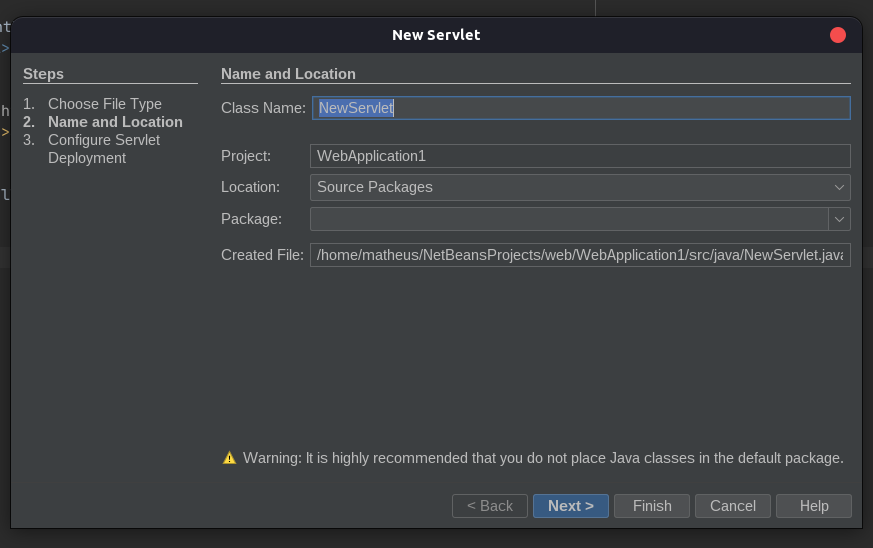 New Servlet
Steps
1. Choose File Type
2. Name and Location
3. Configure Servlet
Deployment
Name and Location
Class Name: NewServlet
Project: WebApplication1
Location: Source Packages
Package:
Created File: /home/matheus/NetBeansProjects/web/WebApplication1/src/java/NewServlet.java
Warning: It is highly recommended that you do not place Java classes in the default package.
< Back Next > Finish Cancel Help